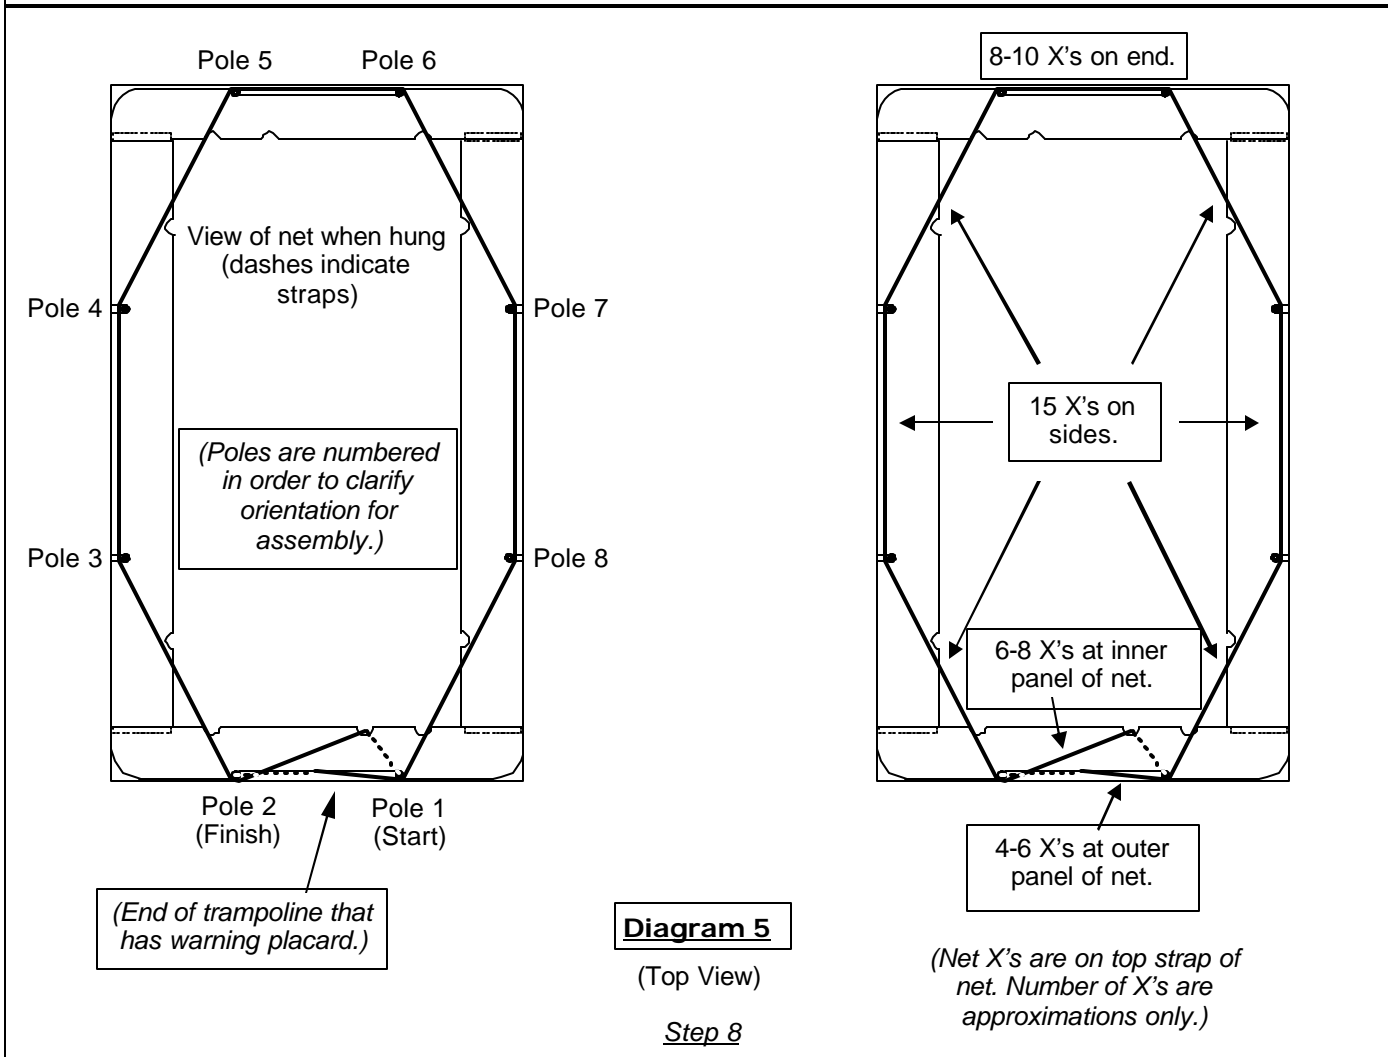 Pole 5
Pole 6
View of net when hung
(dashes indicate
straps)
Pole 4
Pole 7
(Poles are numbered
in order to clarify
orientation for
assembly.)
Pole 3
Pole 8
Pole 2
(Finish)
Pole 1
(Start)
(End of trampoline that
has warning placard.)
8-10 X's on end.
15 X's on
sides.
6-8 X's at inner
panel of net.
4-6 X's at outer
panel of net.
(Net X's are on top strap of
net. Number of X's are
approximations only.)
Diagram 5
(Top View)
Step 8